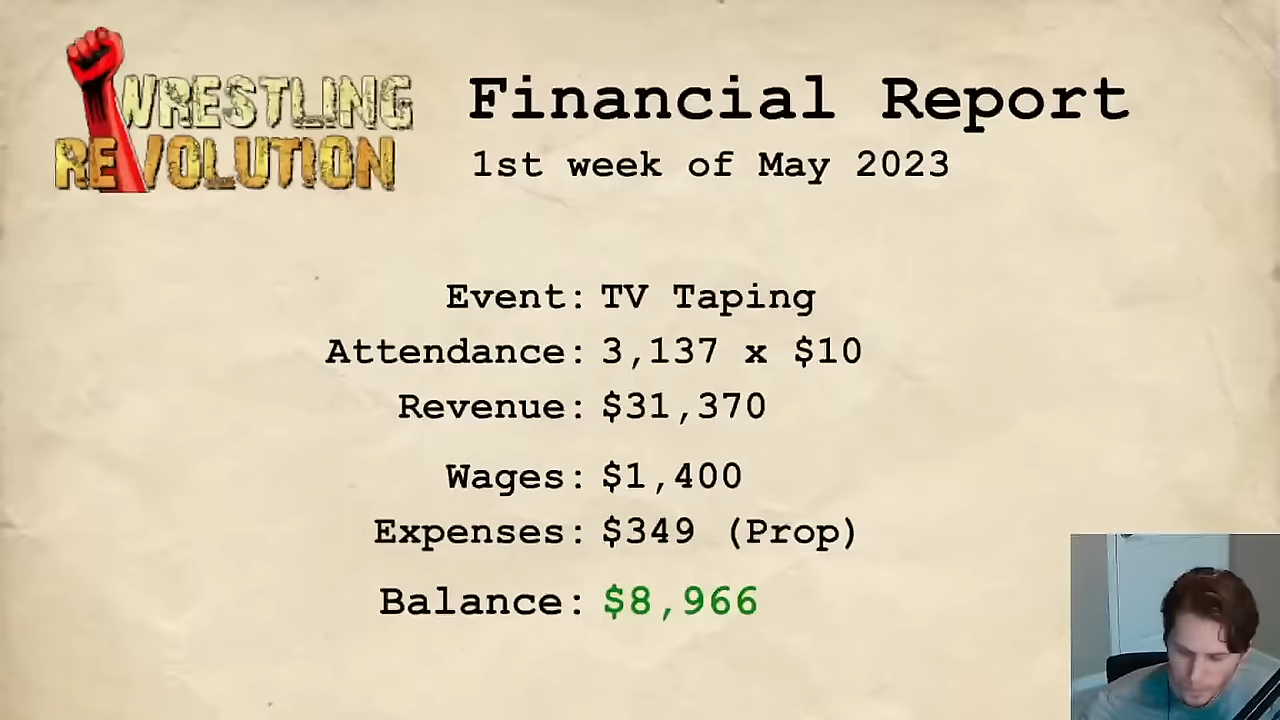 WRESTLING
REVOLUTION
Financial Report
1st week of May 2023
Event: TV Taping
Attendance: 3,137 x $10
Revenue: $31,370
Wages: $1,400
Expenses: $349 (Prop)
Balance: $8,966